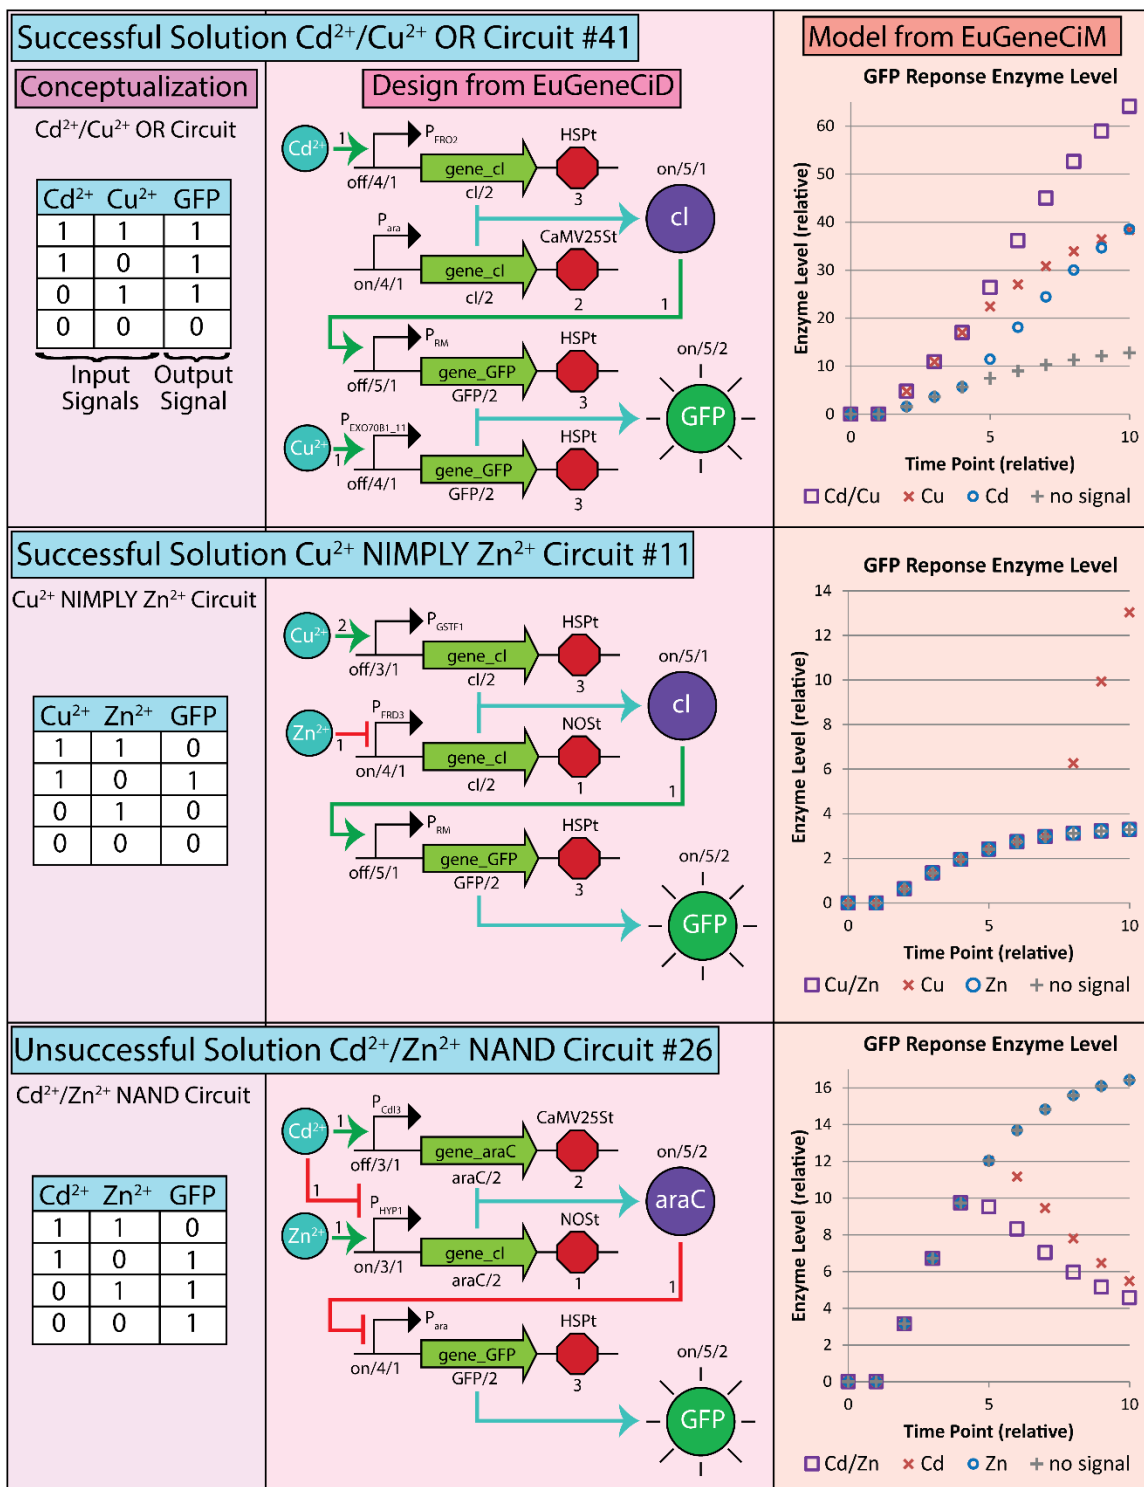 Successful Solution Cd²⁺/Cu²⁺ OR Circuit #41
Model from EuGeneCiM
Conceptualization
Design from EuGeneCiD
Cd²⁺/Cu²⁺ OR Circuit
Cd²⁺ Cu²⁺ GFP
1 1 1
1 0 1
0 1 1
0 0 0
Input Signals
Output Signal
Cd²⁺ 1 P_FRO2 HSPt
off/4/1 gene_cI cI/2 3
on/5/1
cI
P_ara CaMV25St
on/4/1 gene_cI cI/2 2
1
P_RM HSPt
off/5/1 gene_GFP GFP/2 3
on/5/2
GFP
Cu²⁺ 1 P_EXO70B1_11 HSPt
off/4/1 gene_GFP GFP/2 3
GFP Reponse Enzyme Level
Enzyme Level (relative)
60
50
40
30
20
10
0
0 5 10
Time Point (relative)
Cd/Cu Cu Cd no signal
Successful Solution Cu²⁺ NIMPLY Zn²⁺ Circuit #11
Cu²⁺ NIMPLY Zn²⁺ Circuit
Cu²⁺ Zn²⁺ GFP
1 1 0
1 0 1
0 1 0
0 0 0
Cu²⁺ 2 P_GSTF1 HSPt
off/3/1 gene_cI cI/2 3
on/5/1
cI
Zn²⁺ 1 P_FRD3 NOSt
on/4/1 gene_cI cI/2 1
1
P_RM HSPt
off/5/1 gene_GFP GFP/2 3
on/5/2
GFP
GFP Reponse Enzyme Level
Enzyme Level (relative)
14
12
10
8
6
4
2
0
0 5 10
Time Point (relative)
Cu/Zn Cu Zn no signal
Unsuccessful Solution Cd²⁺/Zn²⁺ NAND Circuit #26
Cd²⁺/Zn²⁺ NAND Circuit
Cd²⁺ Zn²⁺ GFP
1 1 0
1 0 1
0 1 1
0 0 1
Cd²⁺ 1 P_CdI3 CaMV25St
off/3/1 gene_araC araC/2 2
on/5/2
araC
1
Zn²⁺ 1 P_HYP1 NOSt
on/3/1 gene_cI araC/2 1
1
P_ara HSPt
on/4/1 gene_GFP GFP/2 3
on/5/2
GFP
GFP Reponse Enzyme Level
Enzyme Level (relative)
16
14
12
10
8
6
4
2
0
0 5 10
Time Point (relative)
Cd/Zn Cd Zn no signal